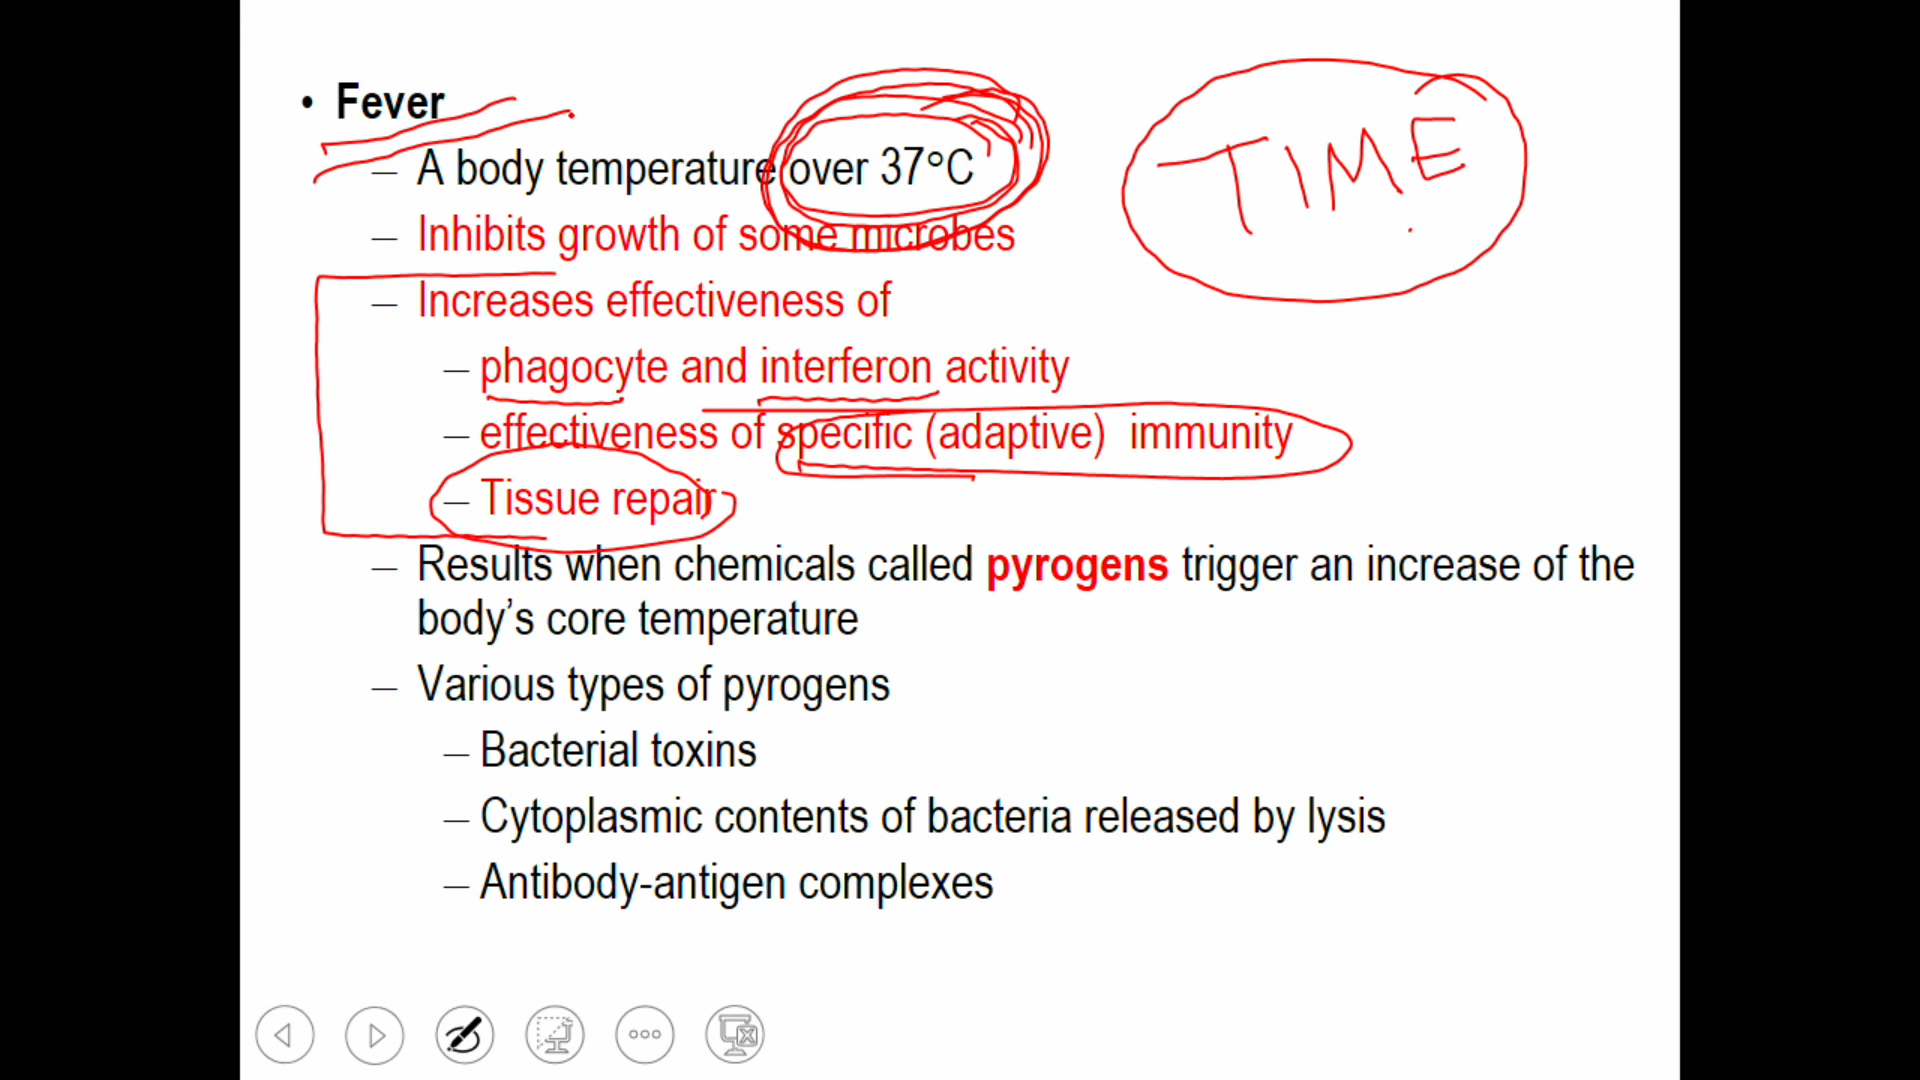 • Fever
– A body temperature over 37°C
TIME
– Inhibits growth of some microbes
– Increases effectiveness of
– phagocyte and interferon activity
– effectiveness of specific (adaptive) immunity
– Tissue repair
– Results when chemicals called pyrogens trigger an increase of the
body’s core temperature
– Various types of pyrogens
– Bacterial toxins
– Cytoplasmic contents of bacteria released by lysis
– Antibody-antigen complexes